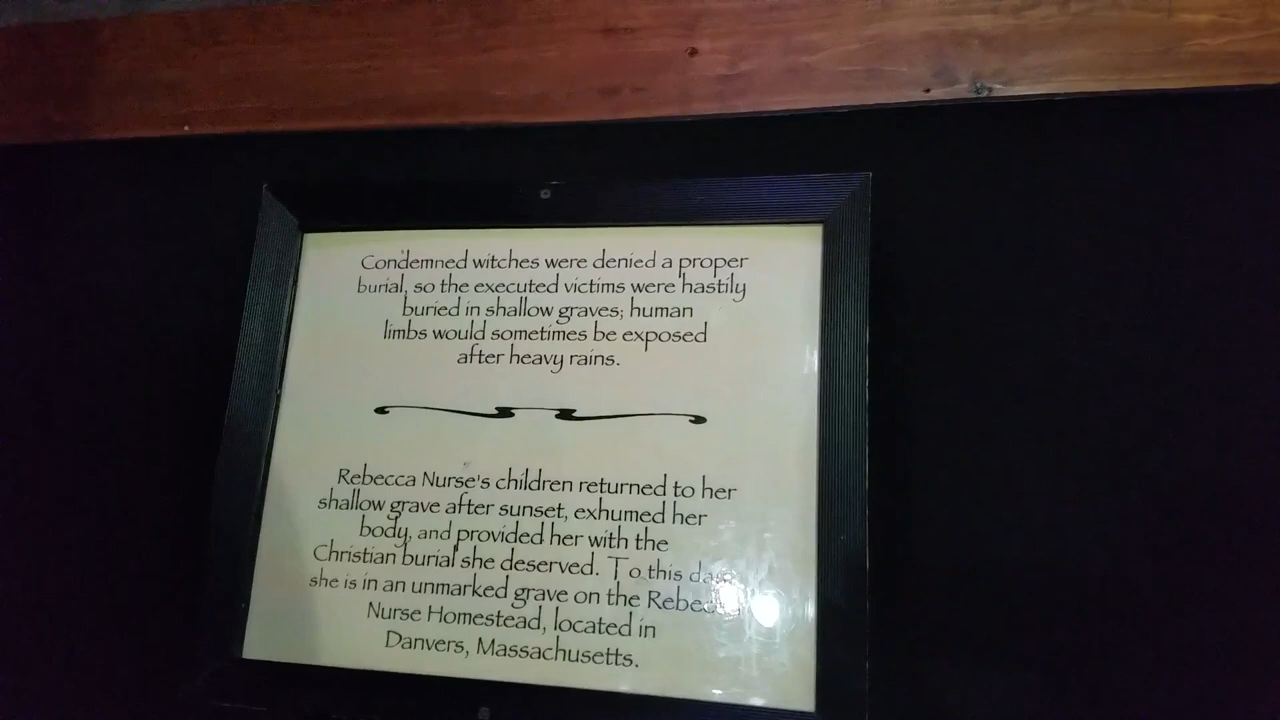 Condemned witches were denied a proper
burial, so the executed victims were hastily
buried in shallow graves; human
limbs would sometimes be exposed
after heavy rains.
Rebecca Nurse's children returned to her
shallow grave after sunset, exhumed her
body, and provided her with the
Christian burial she deserved. To this
she is in an unmarked grave on the
Nurse Homestead, located in
Danvers, Massachusetts.